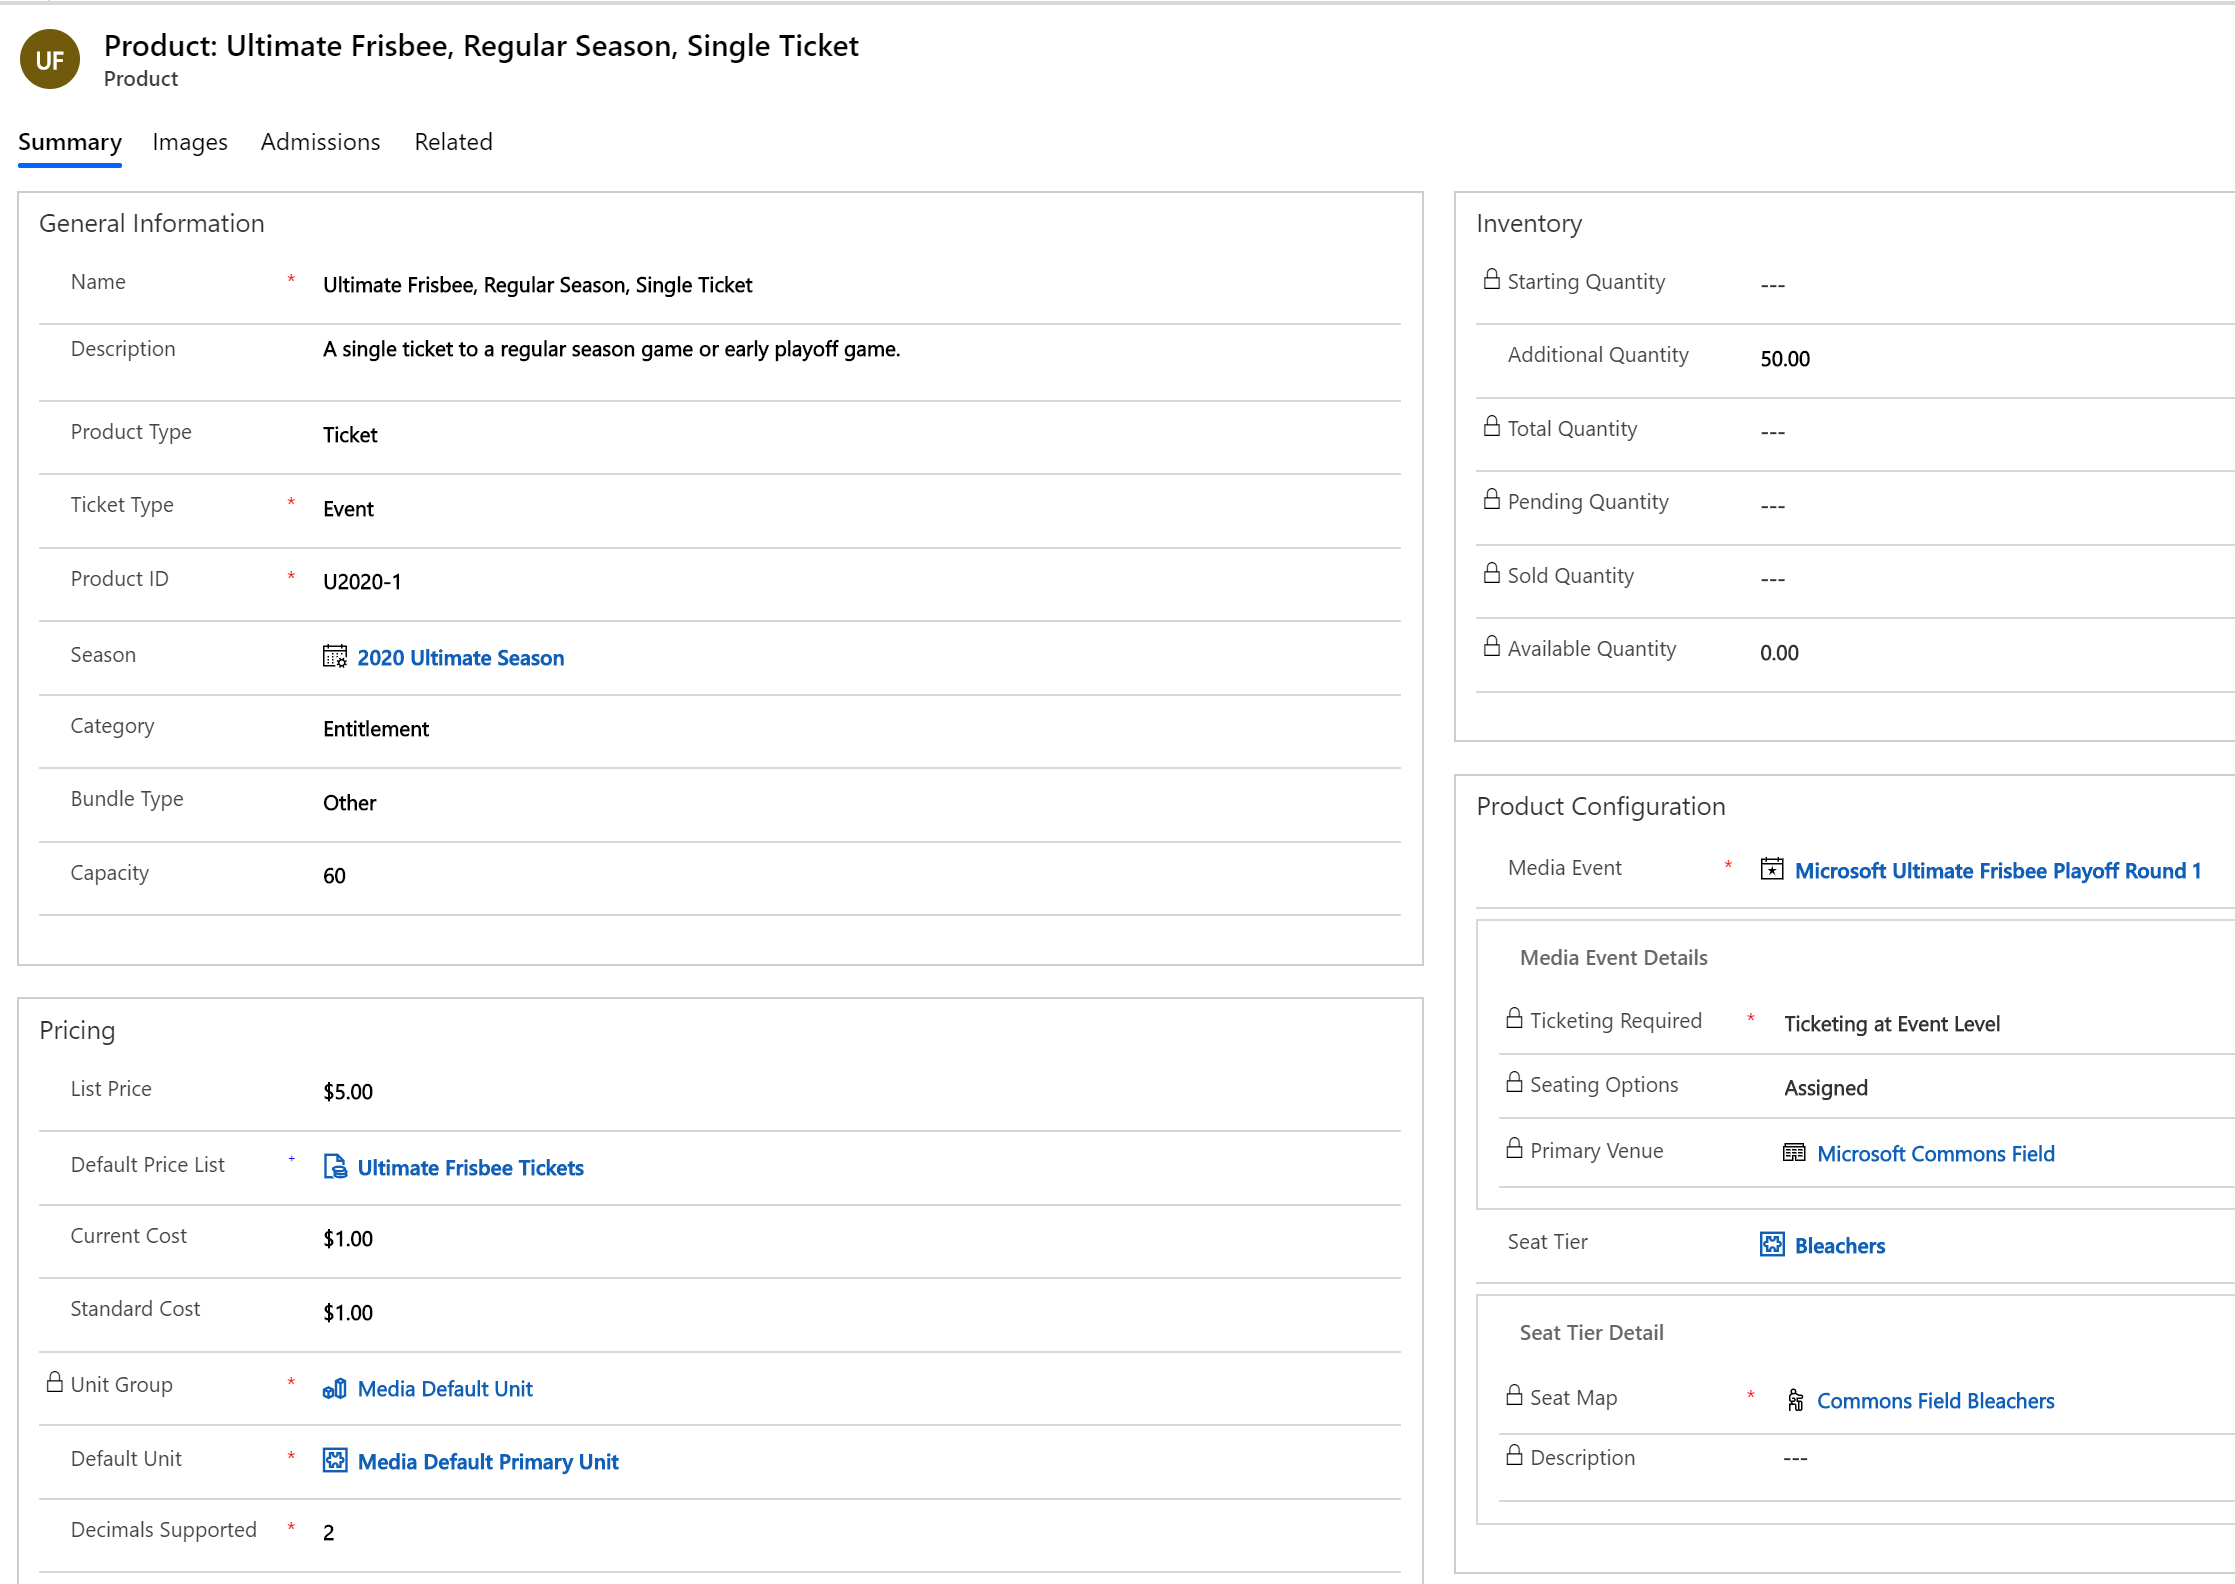 UF
Product: Ultimate Frisbee, Regular Season, Single Ticket
Product
Summary Images Admissions Related
General Information
Name * Ultimate Frisbee, Regular Season, Single Ticket
Description A single ticket to a regular season game or early playoff game.
Product Type Ticket
Ticket Type * Event
Product ID * U2020-1
Season 2020 Ultimate Season
Category Entitlement
Bundle Type Other
Capacity 60
Pricing
List Price $5.00
Default Price List + Ultimate Frisbee Tickets
Current Cost $1.00
Standard Cost $1.00
Unit Group * Media Default Unit
Default Unit * Media Default Primary Unit
Decimals Supported * 2
Inventory
Starting Quantity ---
Additional Quantity 50.00
Total Quantity ---
Pending Quantity ---
Sold Quantity ---
Available Quantity 0.00
Product Configuration
Media Event * Microsoft Ultimate Frisbee Playoff Round 1
Media Event Details
Ticketing Required * Ticketing at Event Level
Seating Options Assigned
Primary Venue Microsoft Commons Field
Seat Tier Bleachers
Seat Tier Detail
Seat Map * Commons Field Bleachers
Description ---